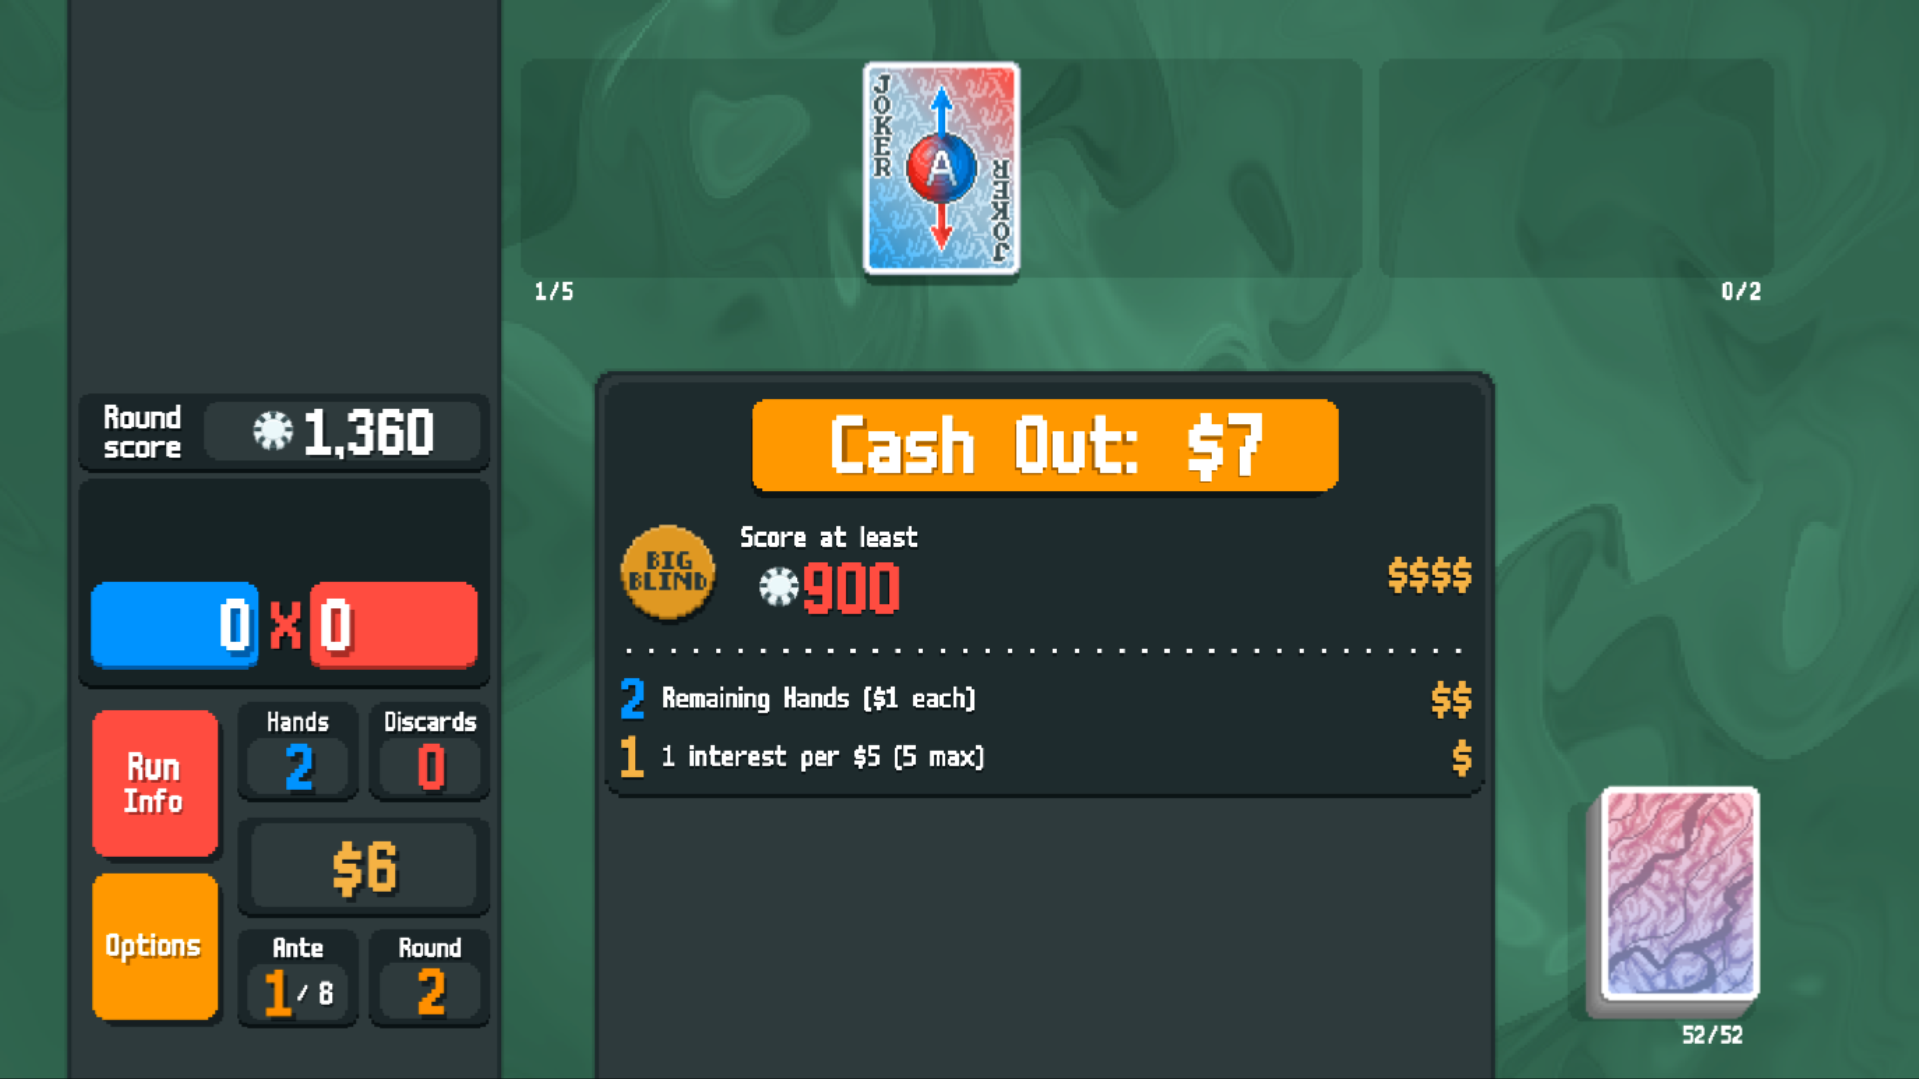 JOKER
A
JOKER
1/5
0/2
Round
score
1,360
0 X 0
Run
Info
Options
Hands
2
Discards
0
$6
Ante
1 / 8
Round
2
Cash Out: $7
BIG
BLIND
Score at least
900
$$$$
2 Remaining Hands ($1 each) $$
1 1 interest per $5 (5 max) $
52/52